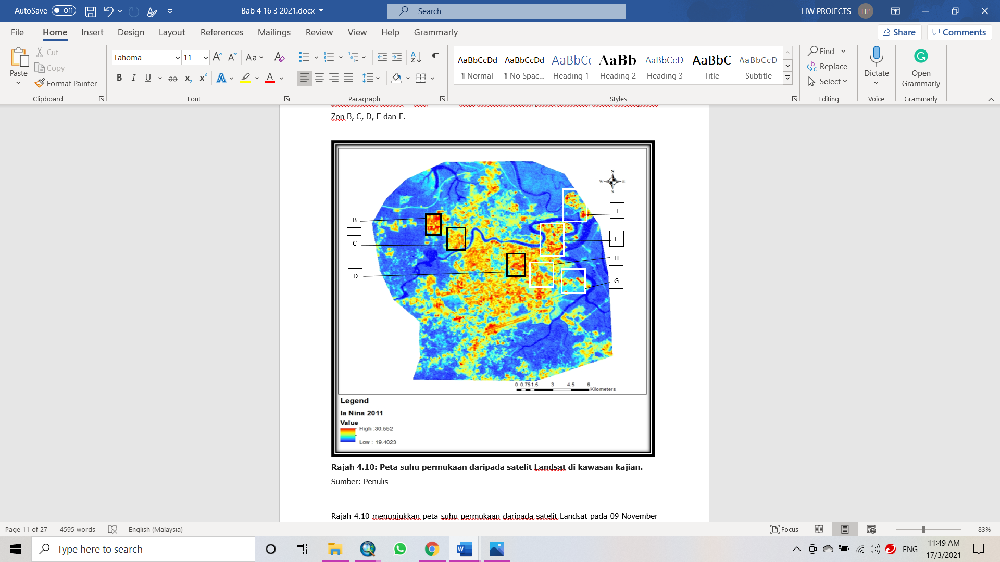 AutoSave Off Bab 4 16 3 2021.docx Search HW PROJECTS HP
File Home Insert Design Layout References Mailings Review View Help Grammarly Share Comments
Paste Cut Copy Format Painter Clipboard
Tahoma 11 Aa
B I U ab x2 x2 A A
Font
Paragraph
AaBbCcDd AaBbCcDd AaBbCc AaBb AaBbCcD AaBbC AaBbCcD
¶ Normal ¶ No Spac... Heading 1 Heading 2 Heading 3 Title Subtitle
Styles
Find
Replace
Select
Editing
Dictate
Voice
Open
Grammarly
Grammarly
Zon B, C, D, E dan F.
N
W E
S
B
C
D
J
I
H
G
0 0.75 1.5 3 4.5 6
Kilometers
Legend
la Nina 2011
Value
High :30.552
Low : 19.4023
Rajah 4.10: Peta suhu permukaan daripada satelit Landsat di kawasan kajian.
Sumber: Penulis
Rajah 4.10 menunjukkan peta suhu permukaan daripada satelit Landsat pada 09 November
Page 11 of 27 4595 words English (Malaysia) Focus 83%
Type here to search ENG 11:49 AM
17/3/2021